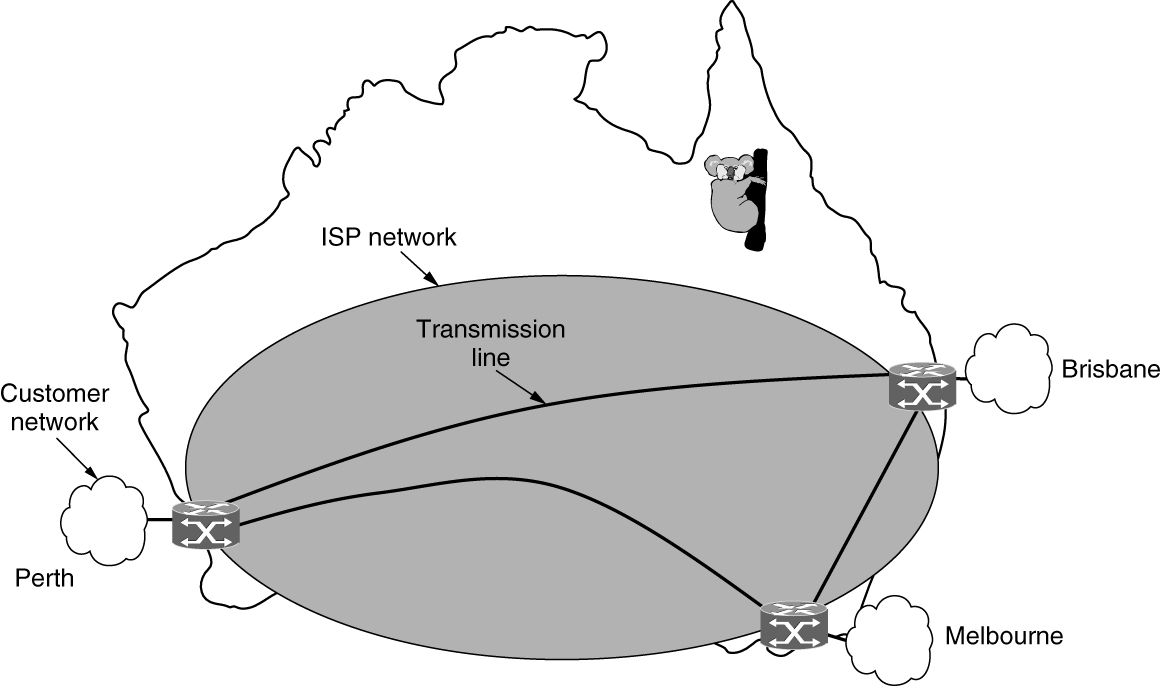 ISP network
Transmission
line
Brisbane
Customer
network
Perth
Melbourne